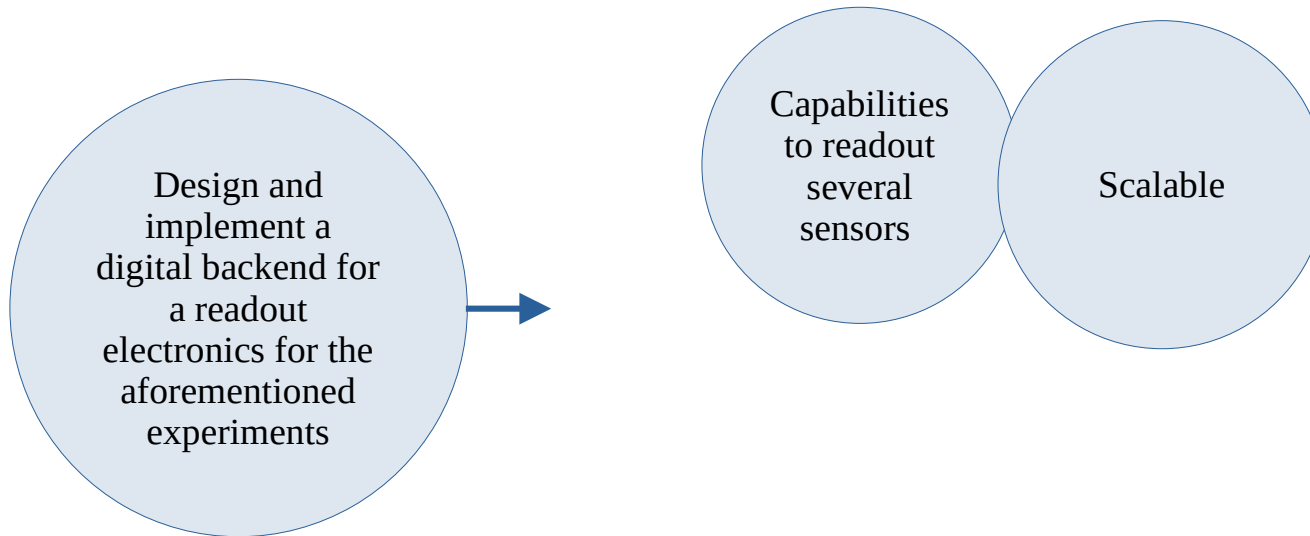 Design and
implement a
digital backend for
a readout
electronics for the
aforementioned
experiments
Capabilities
to readout
several
sensors
Scalable